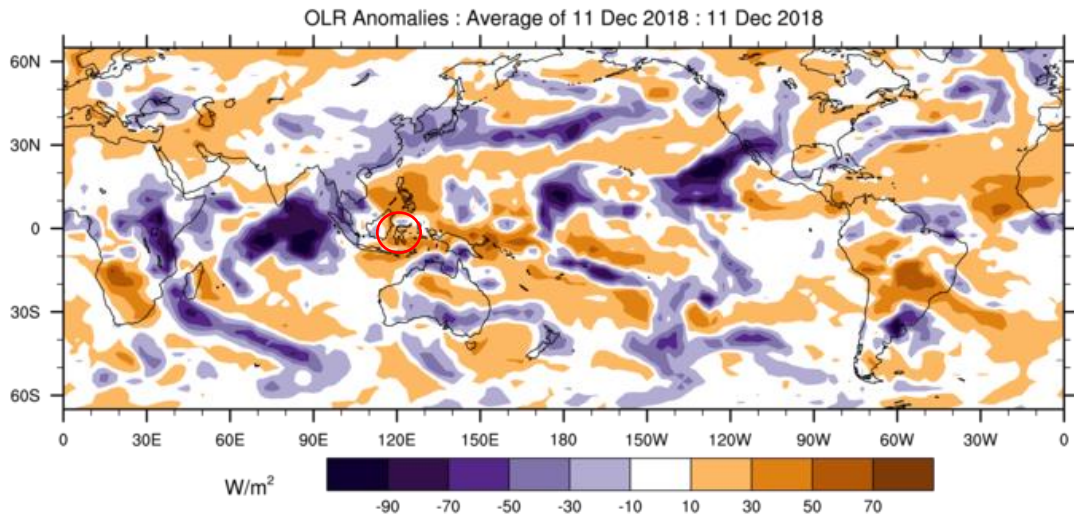 OLR Anomalies : Average of 11 Dec 2018 : 11 Dec 2018
60N
30N
0
30S
60S
0 30E 60E 90E 120E 150E 180 150W 120W 90W 60W 30W 0
W/m²
-90 -70 -50 -30 -10 10 30 50 70